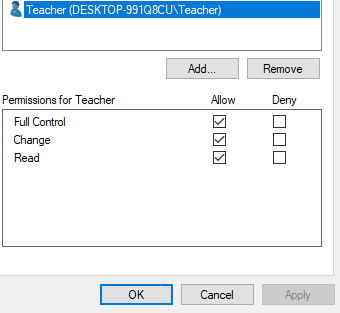 Teacher (DESKTOP-991Q8CU\Teacher)
Add... Remove
Permissions for Teacher Allow Deny
Full Control
Change
Read
OK Cancel Apply